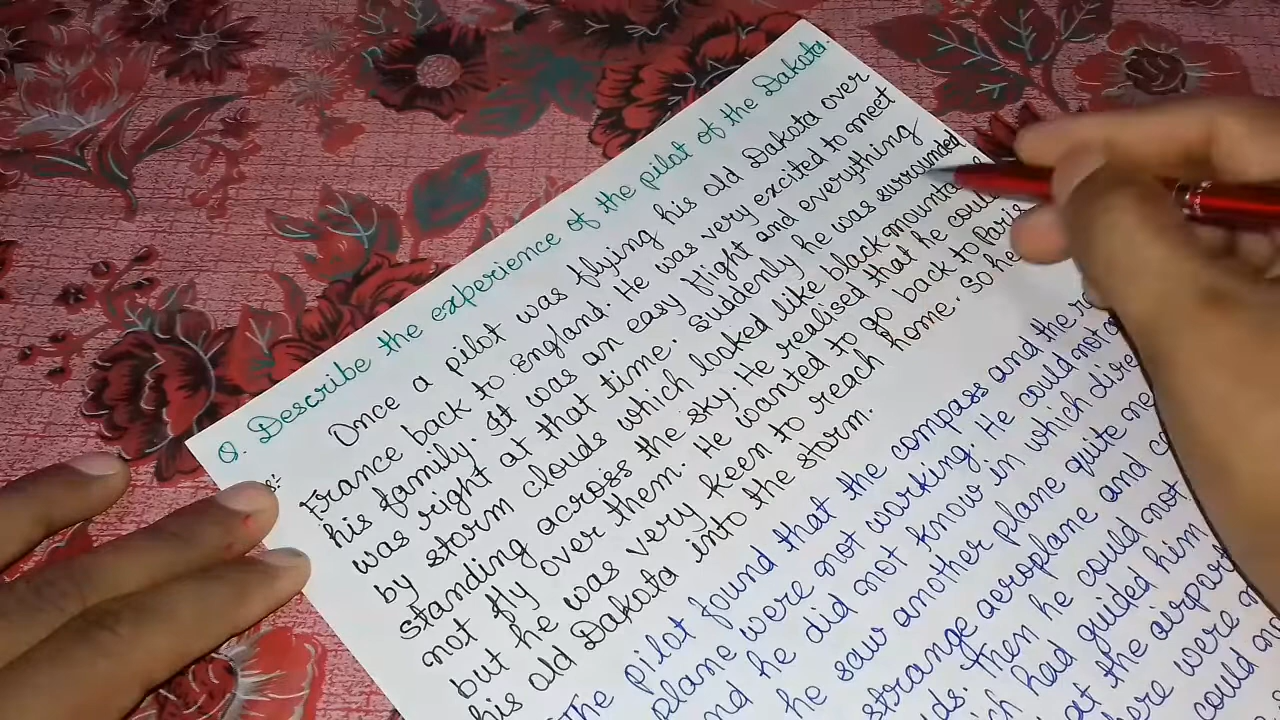 Q. Describe the experience of the pilot of the Dakota.
Once a pilot was flying his old Dakota over
France back to England. He was very excited to meet
his family. It was an easy flight and everything
was right at that time. Suddenly he was surrounded
by storm clouds which looked like black
standing across the sky. He realised that he could
not fly over them. He wanted to go back to Paris
but he was very keen to reach home. So he
his old Dakota into the storm.
The pilot found that the compass and the
plane were not working. He could not
he did not know in which
he saw another plane quite
strange aeroplane and
Then he could not
had guided him
at the airport
were
could